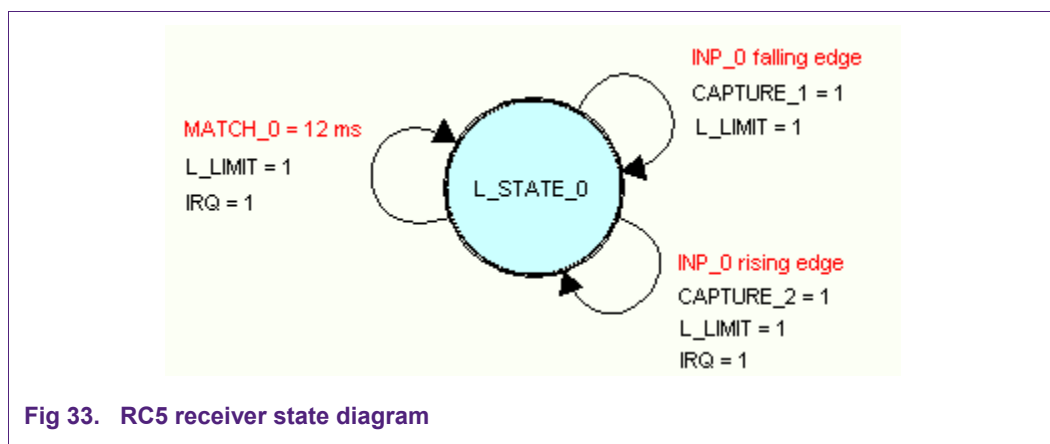 INP_0 falling edge
CAPTURE_1 = 1
L_LIMIT = 1
MATCH_0 = 12 ms
L_LIMIT = 1
IRQ = 1
L_STATE_0
INP_0 rising edge
CAPTURE_2 = 1
L_LIMIT = 1
IRQ = 1
Fig 33. RC5 receiver state diagram